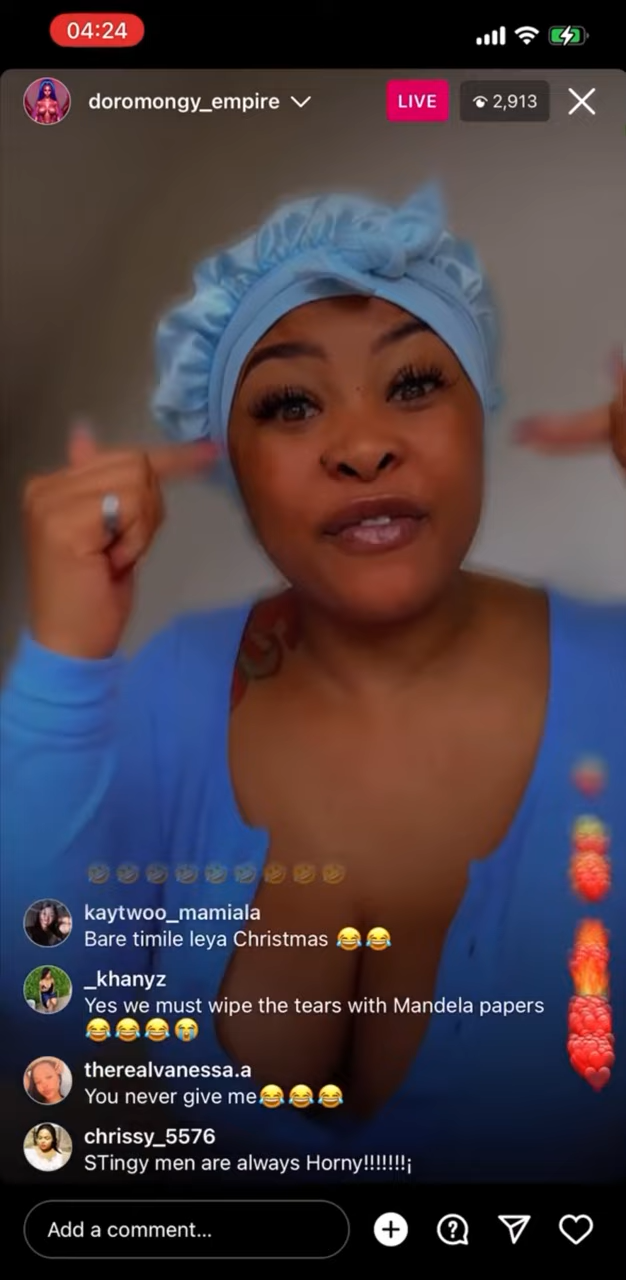 04:24
doromongy_empire
LIVE
2,913
🤣🤣🤣🤣🤣🤣🤣🤣🤣
kaytwoo_mamiala
Bare timile leya Christmas 😂😂
_khanyz
Yes we must wipe the tears with Mandela papers
😂😂😂😭
therealvanessa.a
You never give me😂😂😂
chrissy_5576
STingy men are always Horny!!!!!!!¡
Add a comment...